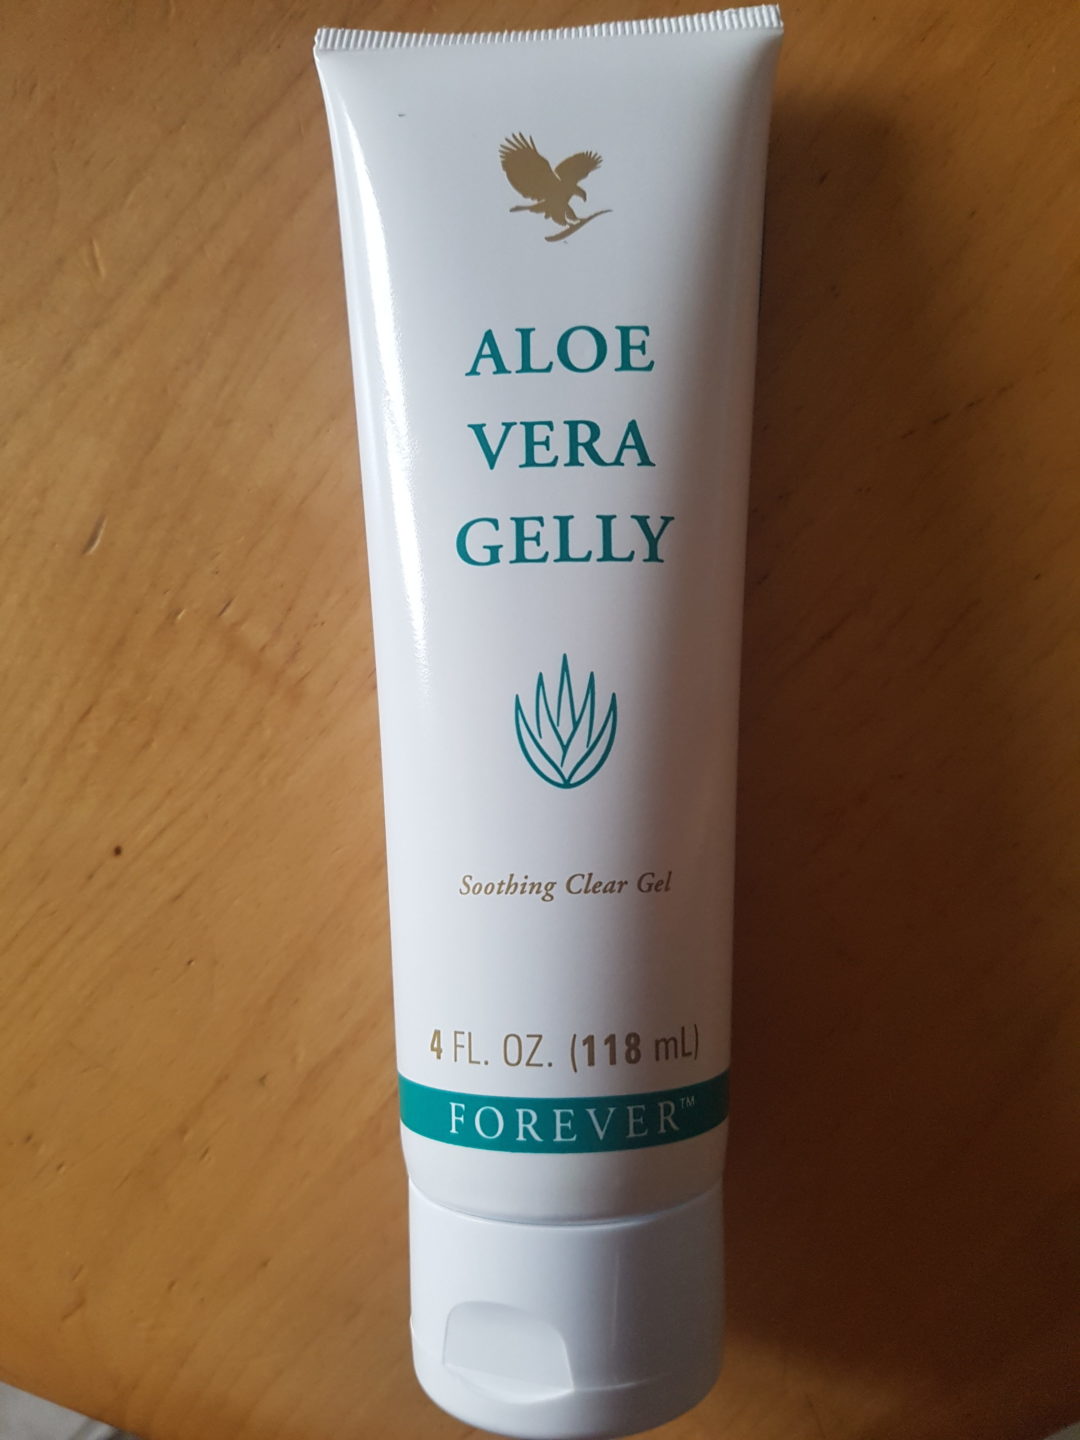 ALOE
VERA
GELLY
Soothing Clear Gel
4 FL. OZ. (118 mL)
FOREVER™